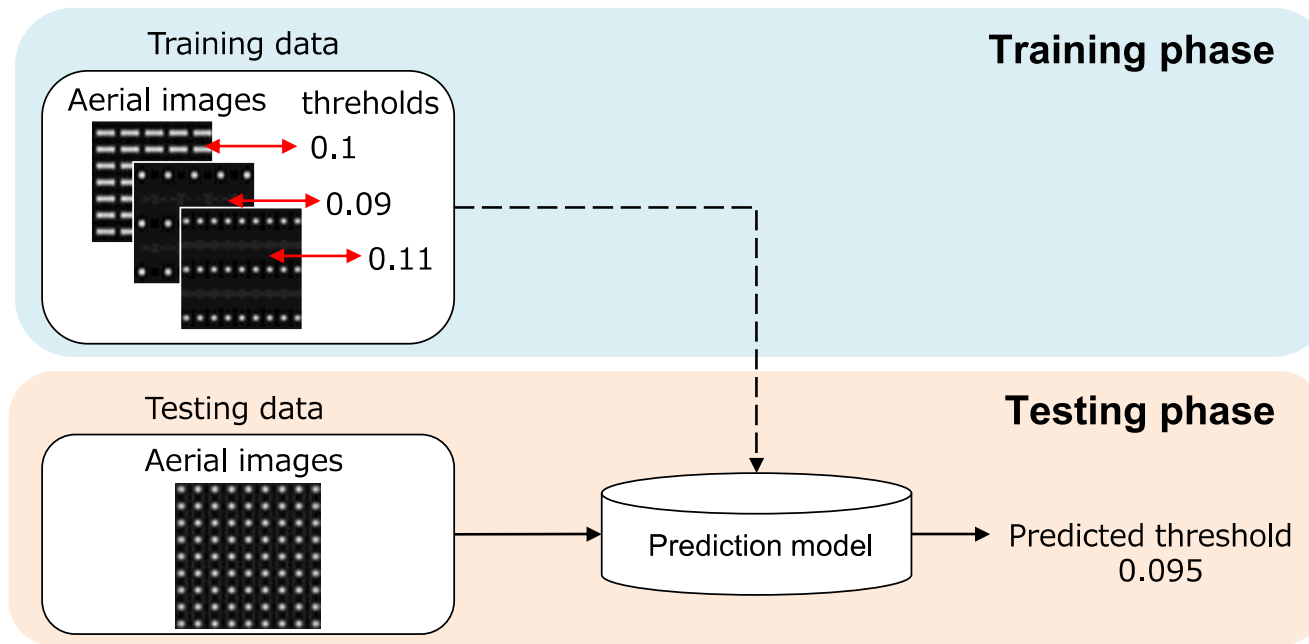 Training data
Training phase
Aerial images
threholds
0.1
0.09
0.11
Testing data
Testing phase
Aerial images
Prediction model
Predicted threshold
0.095